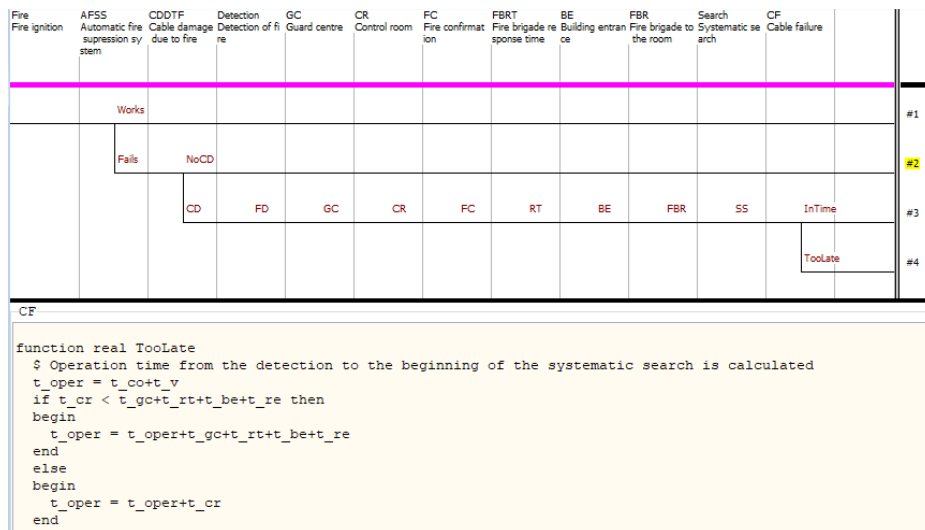 Fire AFSS CDDTF Detection GC CR FC FBRT BE FBR Search CF
Fire ignition Automatic fire Cable damage Detection of fi Guard centre Control room Fire confirmat Fire brigade re Building entran Fire brigade to Systematic se Cable failure
supression sy due to fire re ion sponse time ce the room arch
stem
Works
#1
Fails NoCD
#2
CD FD GC CR FC RT BE FBR SS InTime
#3
TooLate
#4
CF
function real TooLate
$ Operation time from the detection to the beginning of the systematic search is calculated
t_oper = t_co+t_v
if t_cr < t_gc+t_rt+t_be+t_re then
begin
t_oper = t_oper+t_gc+t_rt+t_be+t_re
end
else
begin
t_oper = t_oper+t_cr
end